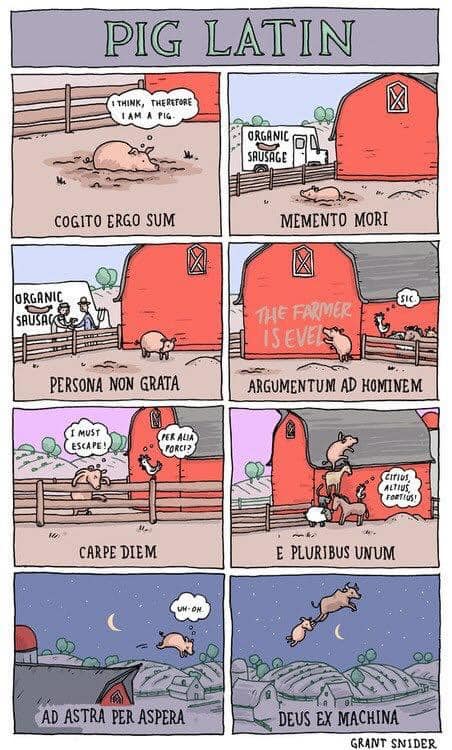 PIG LATIN
I THINK, THEREFORE
I AM A PIG.
COGITO ERGO SUM
ORGANIC
SAUSAGE
MEMENTO MORI
ORGANIC
SAUSAG
PERSONA NON GRATA
THE FARMER
IS EVEL
SIC.
ARGUMENTUM AD HOMINEM
I MUST
ESCAPE!
PER ALIA
PORCI?
CARPE DIEM
CITIUS,
ALTIUS,
FORTIUS!
E PLURIBUS UNUM
UH-OH.
AD ASTRA PER ASPERA
DEUS EX MACHINA
GRANT SNIDER